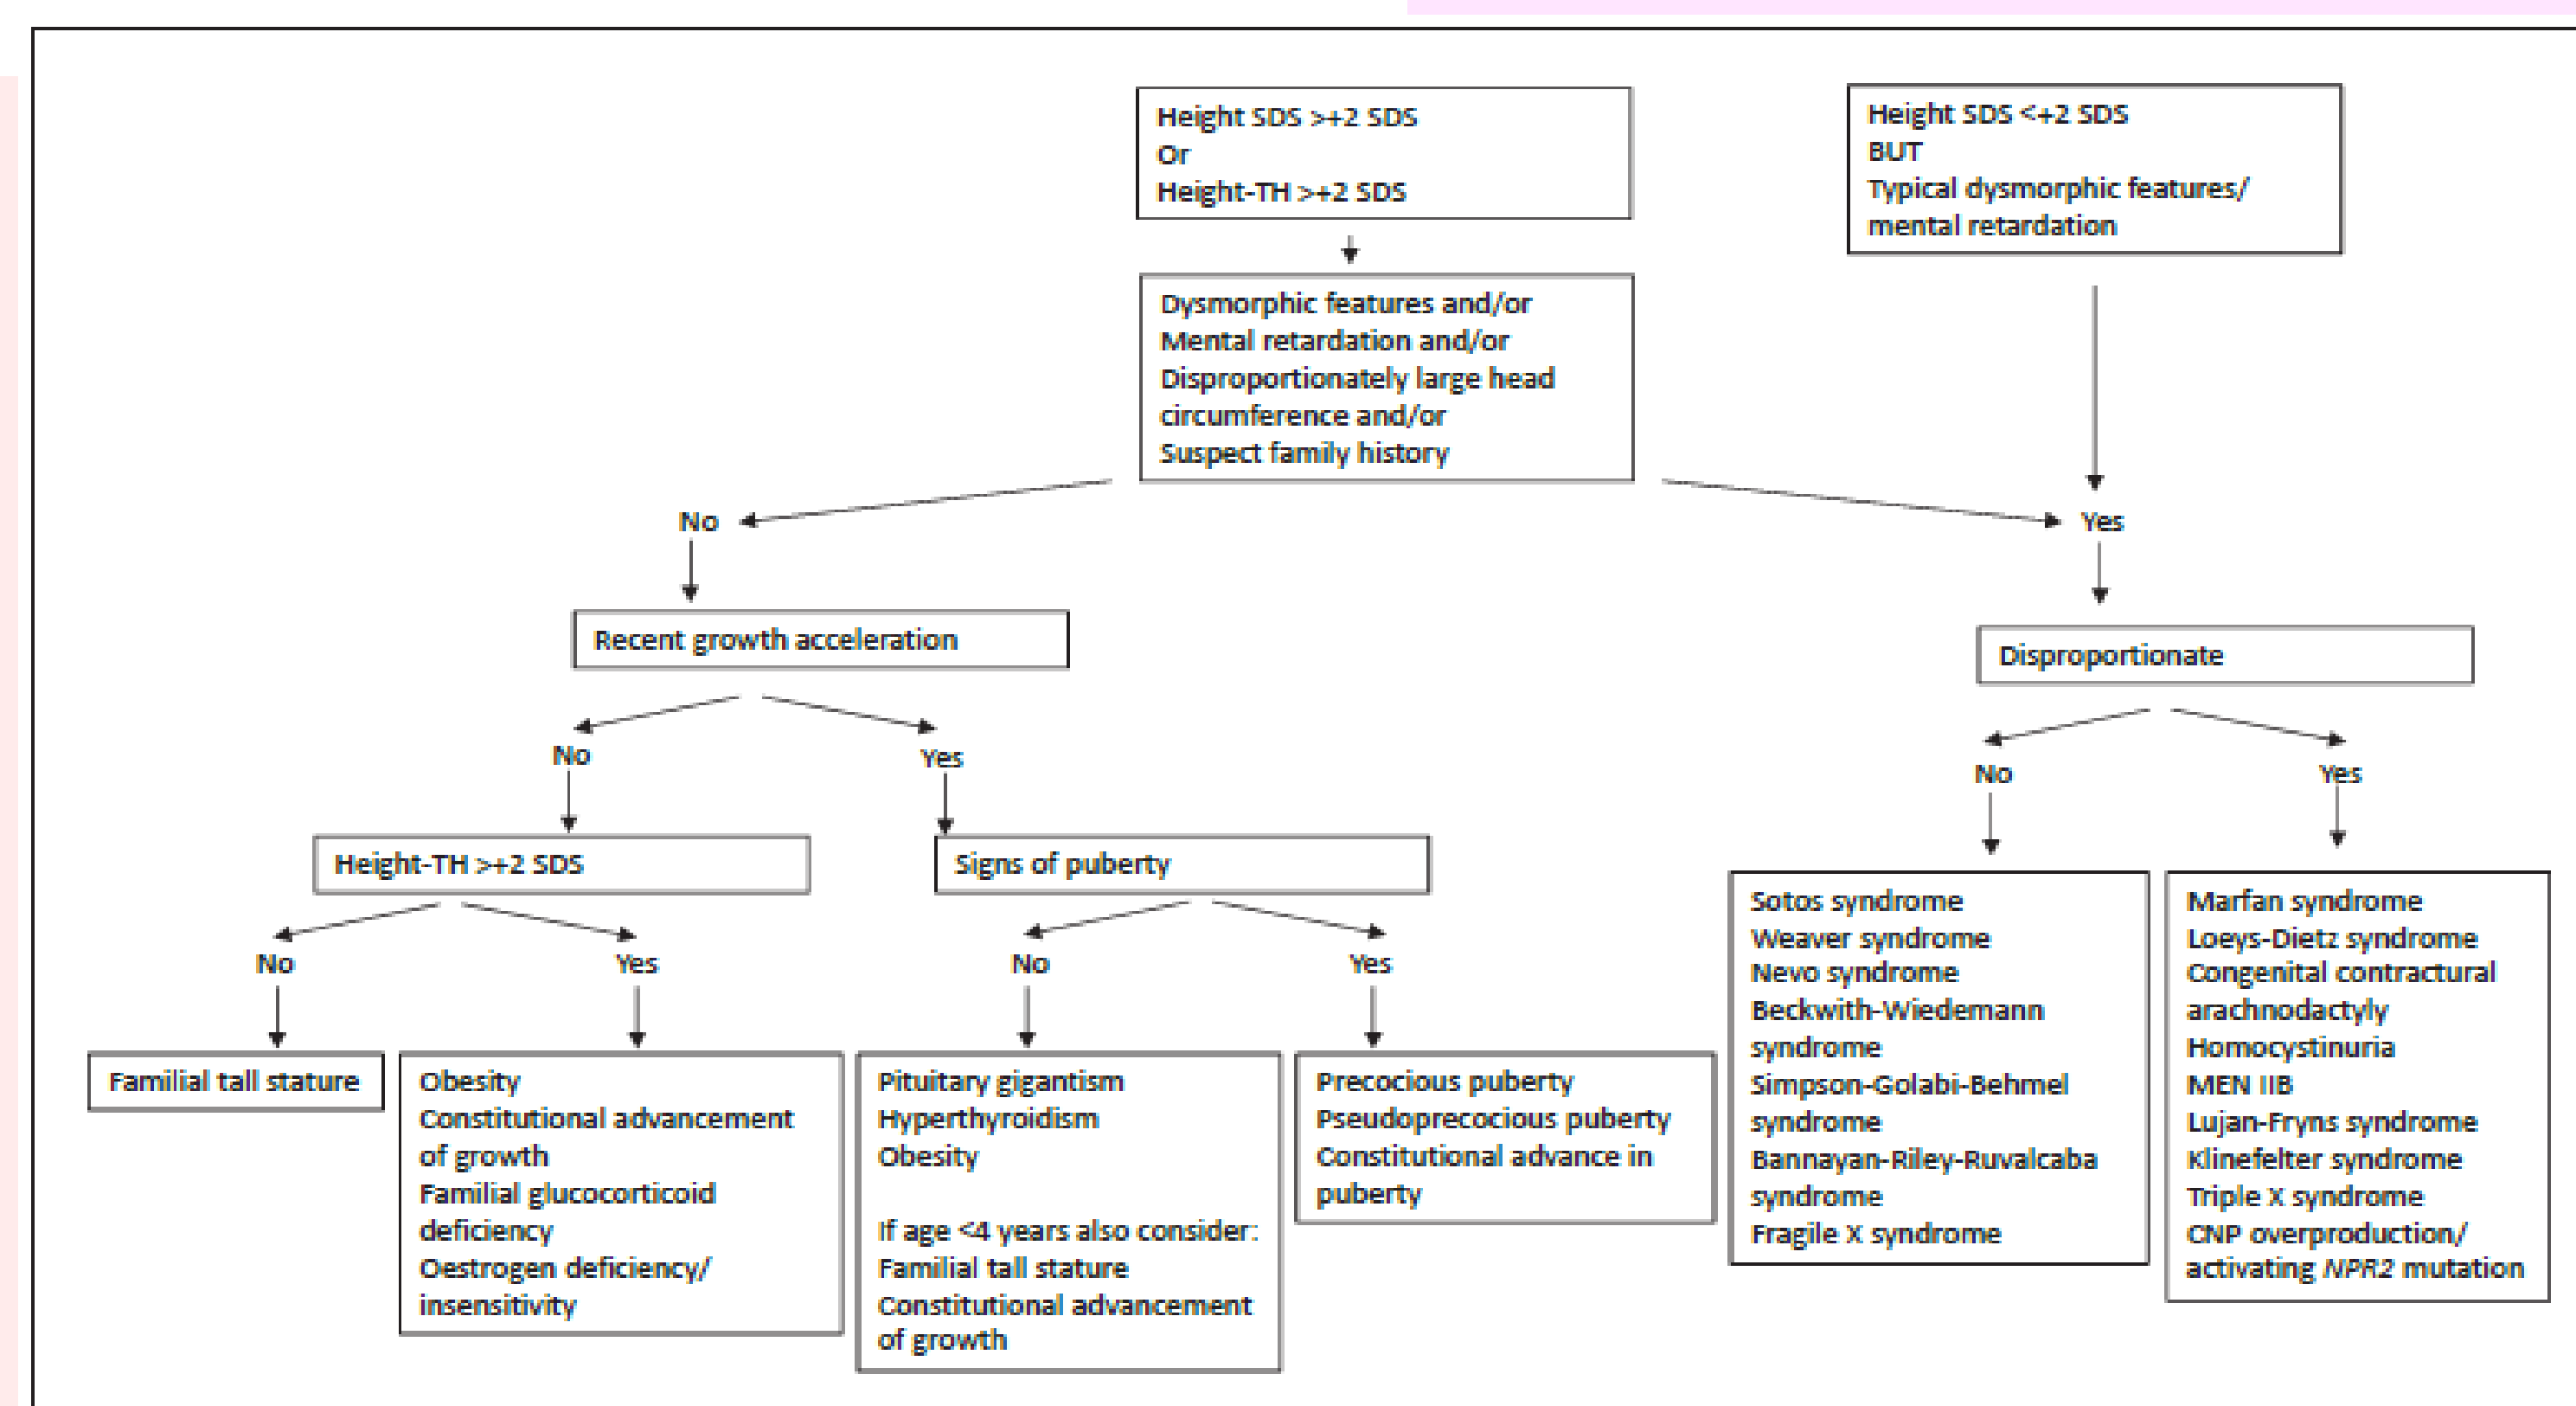 Height SDS >+2 SDS
Or
Height-TH >+2 SDS
Height SDS <+2 SDS
BUT
Typical dysmorphic features/
mental retardation
Dysmorphic features and/or
Mental retardation and/or
Disproportionately large head
circumference and/or
Suspect family history
No
Yes
Recent growth acceleration
Disproportionate
No
Yes
No
Yes
Height-TH >+2 SDS
Signs of puberty
No
Yes
No
Yes
Familial tall stature
Obesity
Constitutional advancement
of growth
Familial glucocorticoid
deficiency
Oestrogen deficiency/
insensitivity
Pituitary gigantism
Hyperthyroidism
Obesity
If age <4 years also consider:
Familial tall stature
Constitutional advancement
of growth
Precocious puberty
Pseudoprecocious puberty
Constitutional advance in
puberty
Sotos syndrome
Weaver syndrome
Nevo syndrome
Beckwith-Wiedemann
syndrome
Simpson-Golabi-Behmel
syndrome
Bannayan-Riley-Ruvalcaba
syndrome
Fragile X syndrome
Marfan syndrome
Loeys-Dietz syndrome
Congenital contractural
arachnodactyly
Homocystinuria
MEN IIB
Lujan-Fryns syndrome
Klinefelter syndrome
Triple X syndrome
CNP overproduction/
activating NPR2 mutation